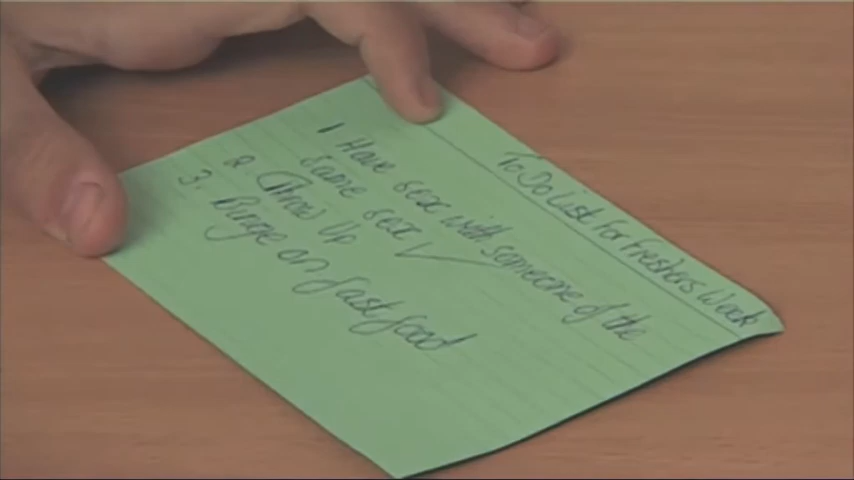 To Do List For Freshers Week
1 Have sex with someone of the
same sex ✓
2. Throw Up
3. Binge on fast food